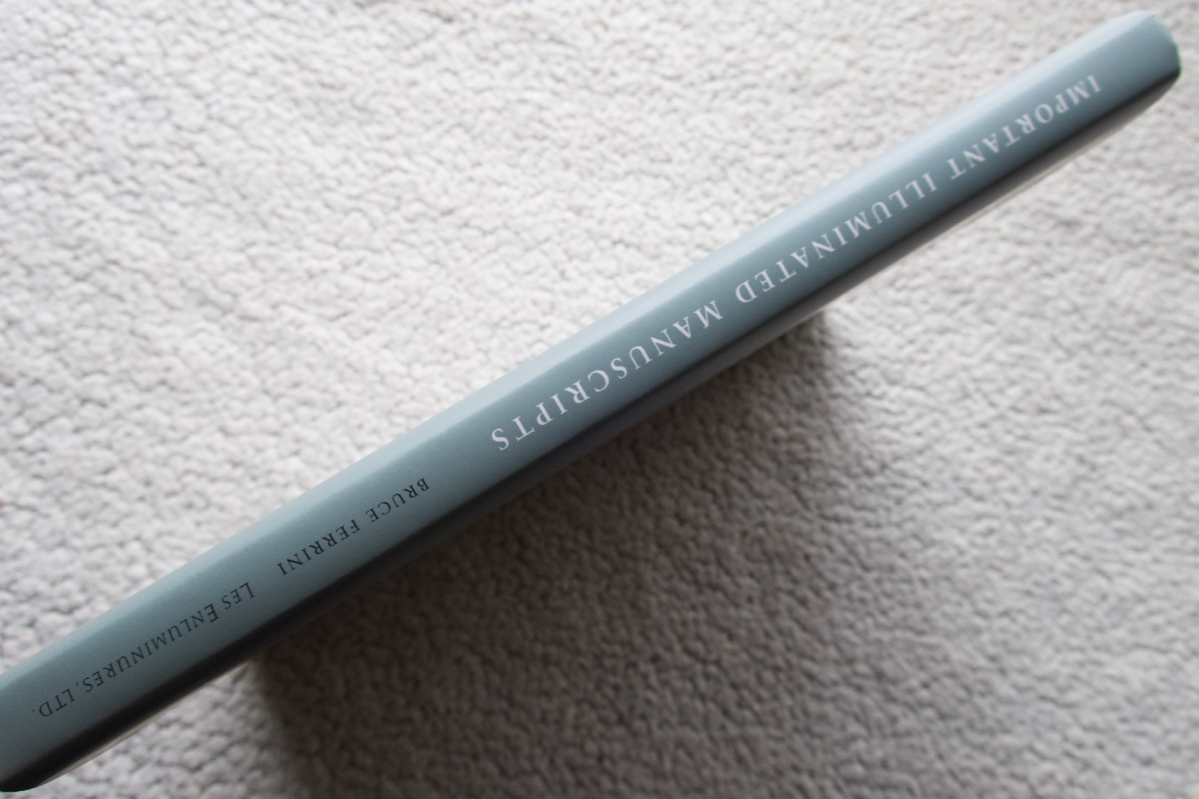 IMPORTANT ILLUMINATED MANUSCRIPTS
BRUCE FERRINI LES ENLUMINURES, LTD.